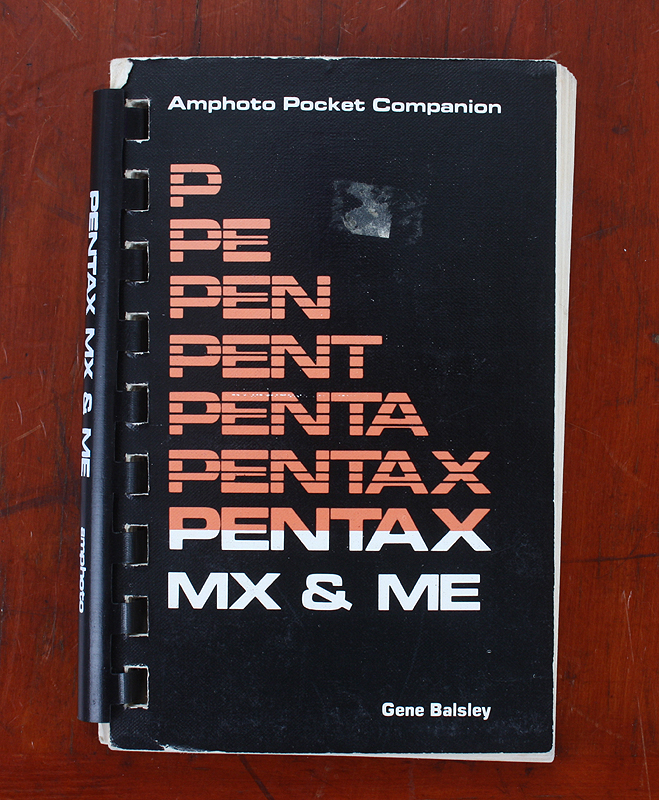 Amphoto Pocket Companion
P
PE
PEN
PENT
PENTA
PENTAX
PENTAX
MX & ME
Gene Balsley
PENTAX MX & ME amphoto